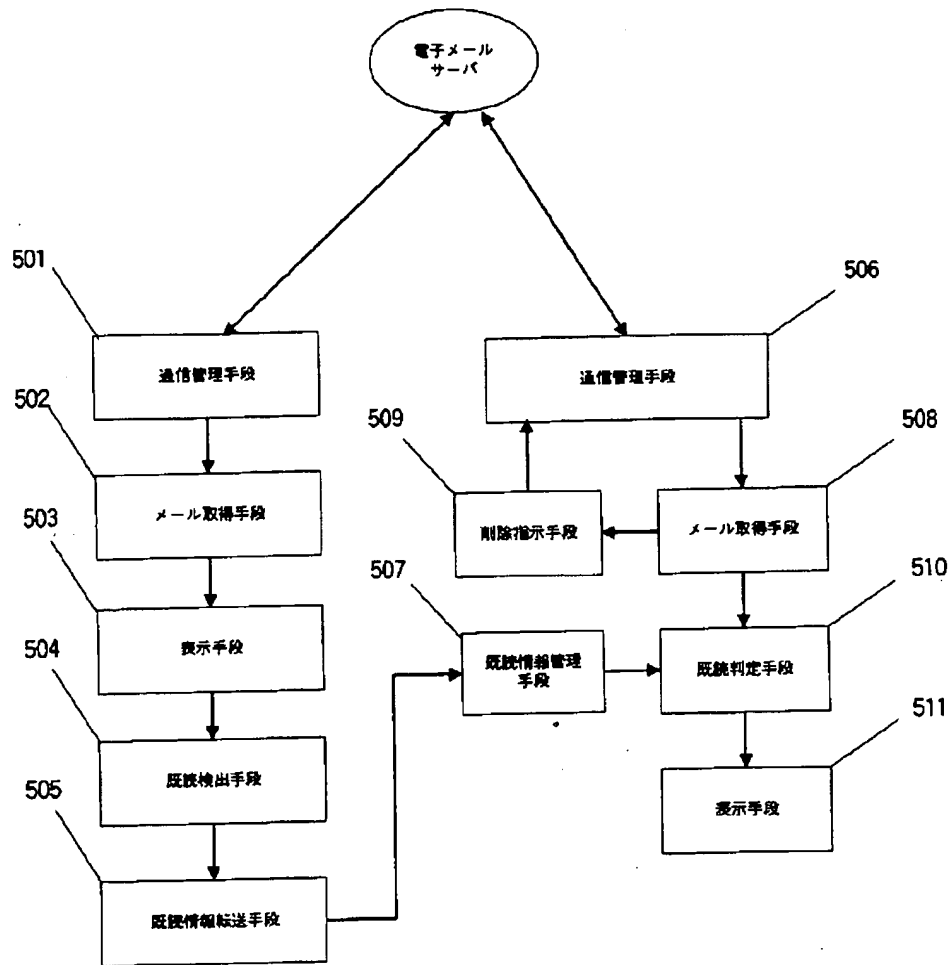 電子メール
サーバ
501
通信管理手段
506
通信管理手段
502
メール取得手段
509
削除指示手段
508
メール取得手段
503
表示手段
507
既読情報管理
手段
510
既読判定手段
504
既読検出手段
511
表示手段
505
既読情報転送手段